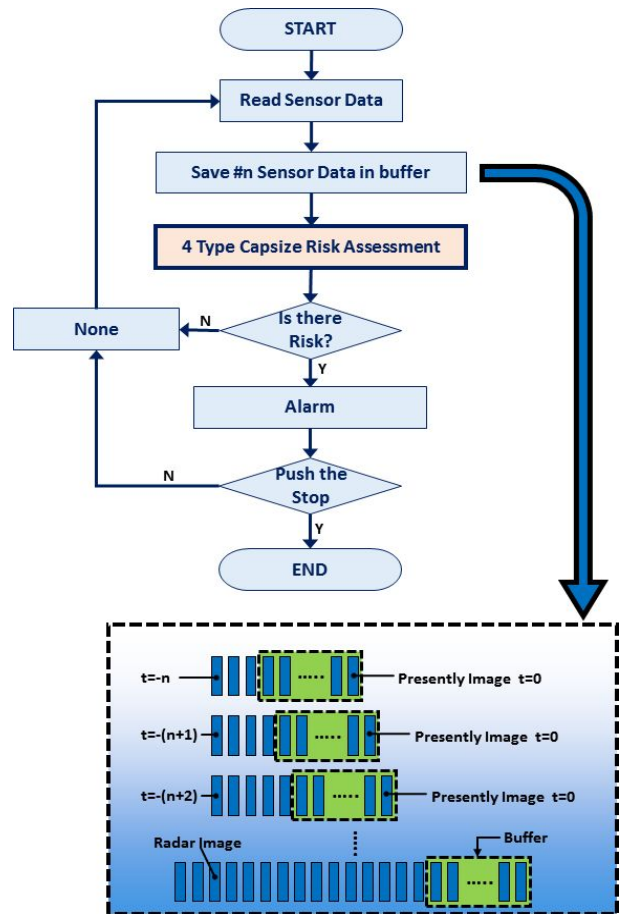 START
Read Sensor Data
Save #n Sensor Data in buffer
4 Type Capsize Risk Assessment
Is there
Risk?
N
None
Y
Alarm
Push the
Stop
N
Y
END
t=-n
.....
Presently Image t=0
t=-(n+1)
.....
Presently Image t=0
t=-(n+2)
.....
Presently Image t=0
Radar Image
Buffer
.....